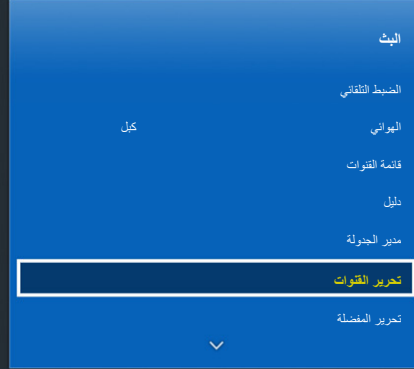 البث
الضبط التلقائي
الهوائي كبل
قائمة القنوات
دليل
مدير الجدولة
تحرير القنوات
تحرير المفضلة